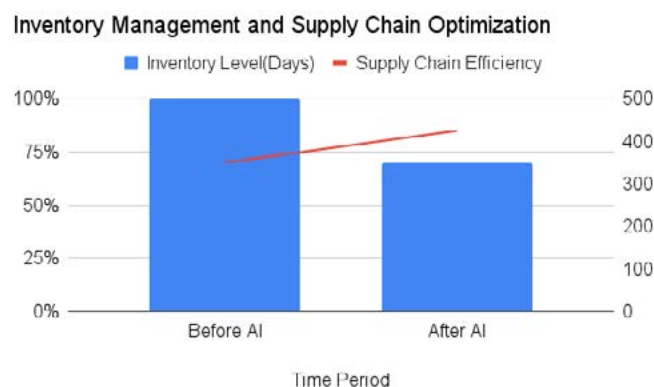 Inventory Management and Supply Chain Optimization
Inventory Level(Days) Supply Chain Efficiency
100% 500
400
75%
300
50%
200
25%
100
0% 0
Before AI After AI
Time Period